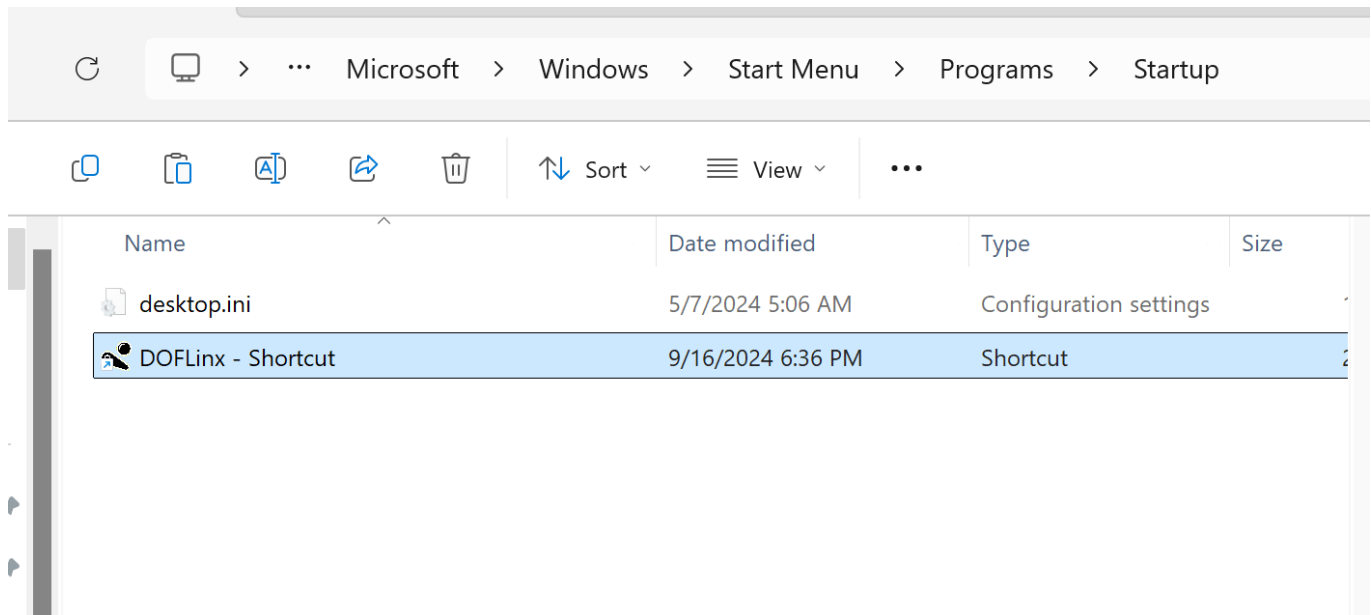 … Microsoft > Windows > Start Menu > Programs > Startup
Sort View
Name Date modified Type Size
desktop.ini 5/7/2024 5:06 AM Configuration settings
DOFLinx - Shortcut 9/16/2024 6:36 PM Shortcut